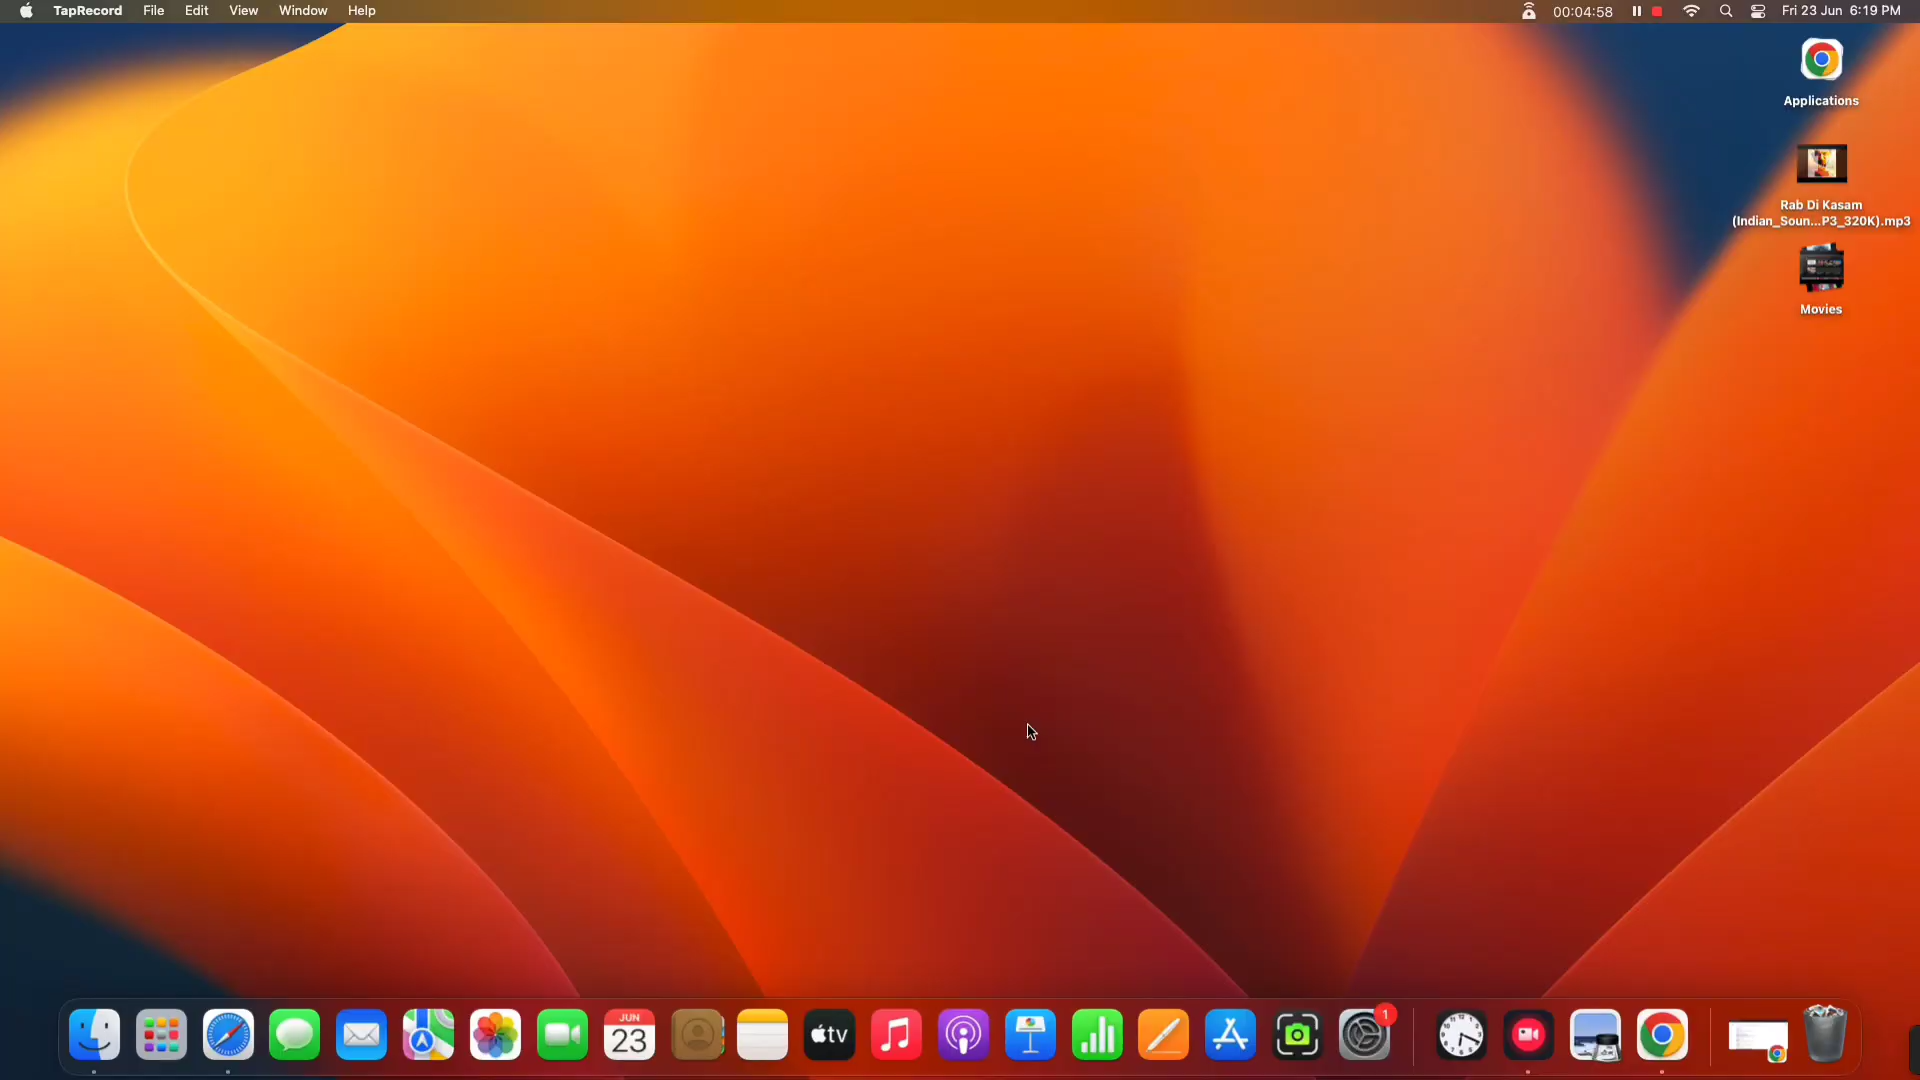 TapRecord File Edit View Window Help 00:04:58 Fri 23 Jun 6:19 PM
Applications
Rab Di Kasam
(Indian_Soun...P3_320K).mp3
Movies
JUN
23
tv
1